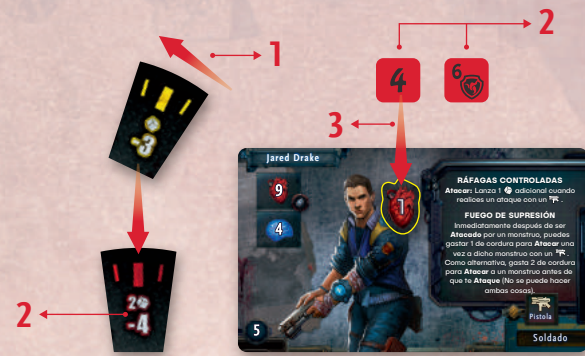 1
2
4
6
3
-3
2
2
-4
Jared Drake
9
4
1
5
RÁFAGAS CONTROLADAS
Atacar: Lanza 1 adicional cuando
realices un ataque con un .
FUEGO DE SUPRESIÓN
Inmediatamente después de ser
Atacado por un monstruo, puedes
gastar 1 de cordura para Atacar una
vez a dicho monstruo con un .
Como alternativa, gasta 2 de cordura
para Atacar a un monstruo antes de
que te Ataque (No se puede hacer
ambas cosas).
Pistola
Soldado